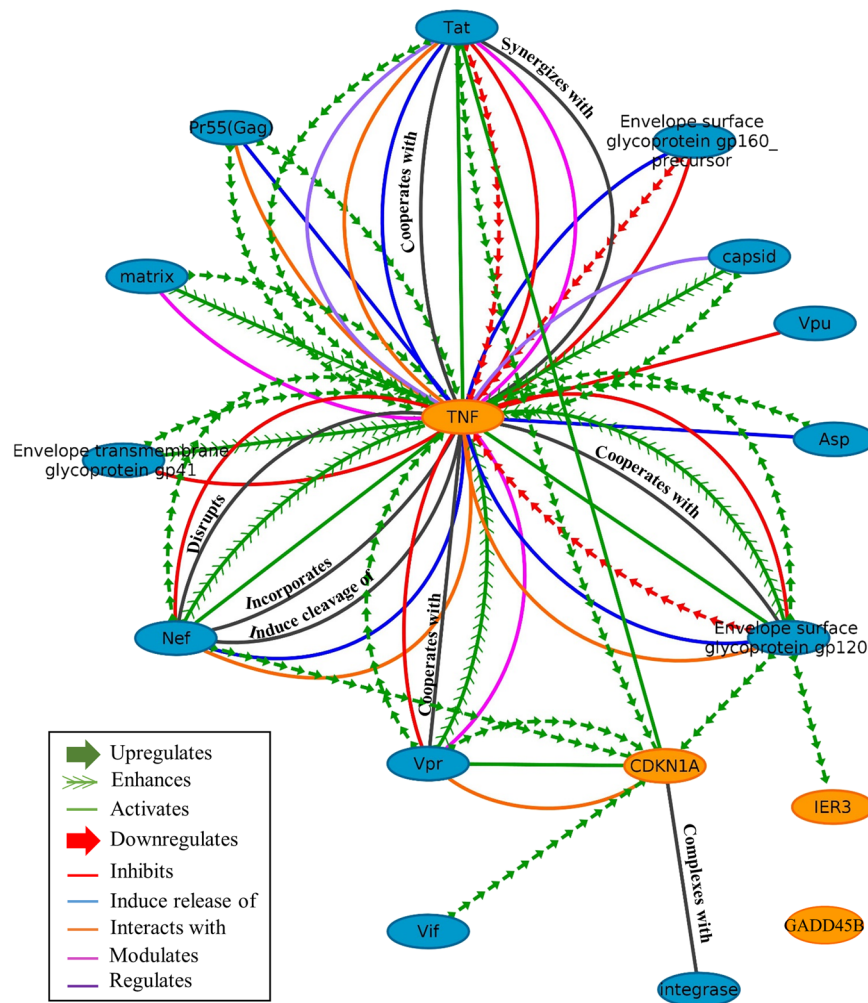 Tat
Synergizes with
Pr55(Gag)
Envelope surface
glycoprotein gp160_
precursor
Cooperates with
capsid
matrix
Vpu
TNF
Asp
Envelope transmembrane
glycoprotein gp41
Cooperates with
Disrupts
Incorporates
Induce cleavage of
Nef
Envelope surface
glycoprotein gp120
Cooperates with
Vpr
CDKN1A
IER3
Complexes with
Vif
GADD45B
integrase
Upregulates
Enhances
Activates
Downregulates
Inhibits
Induce release of
Interacts with
Modulates
Regulates